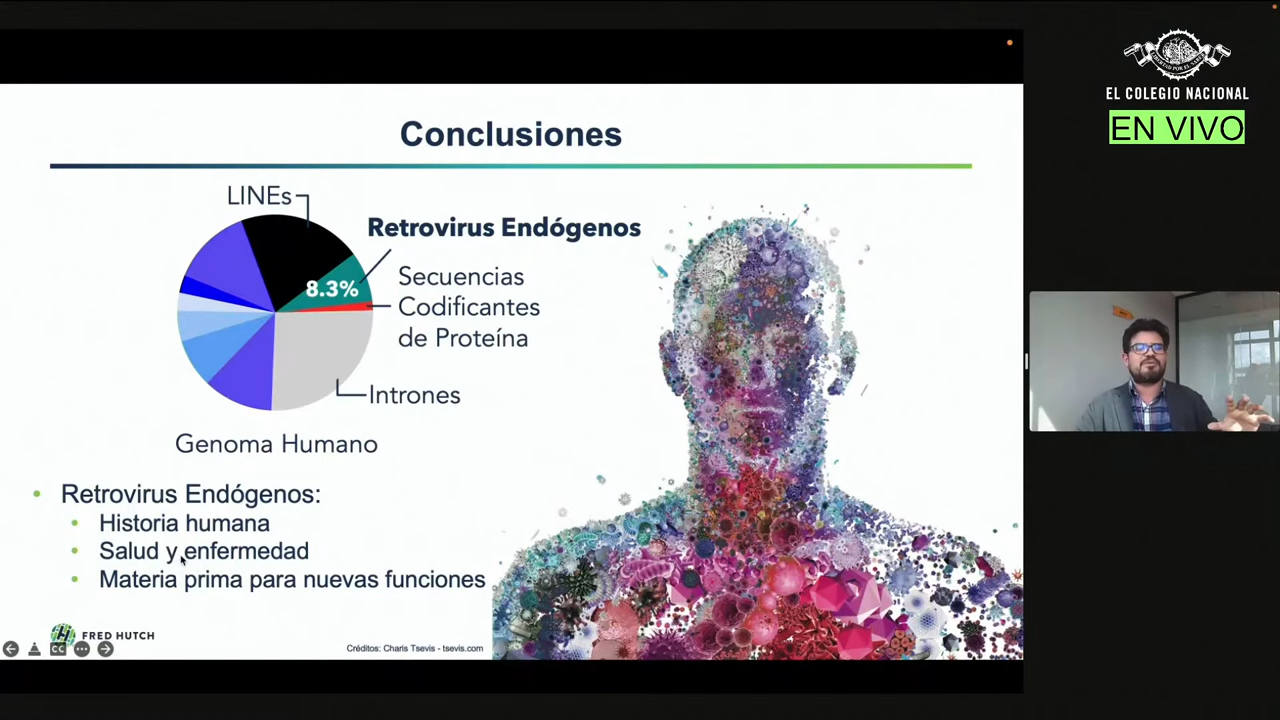 EL COLEGIO NACIONAL
EN VIVO
Conclusiones
LINEs
Retrovirus Endógenos
8.3%
Secuencias
Codificantes
de Proteína
Intrones
Genoma Humano
Retrovirus Endógenos:
Historia humana
Salud y enfermedad
Materia prima para nuevas funciones
FRED HUTCH
CC
Créditos: Charis Tsevis - tsevis.com